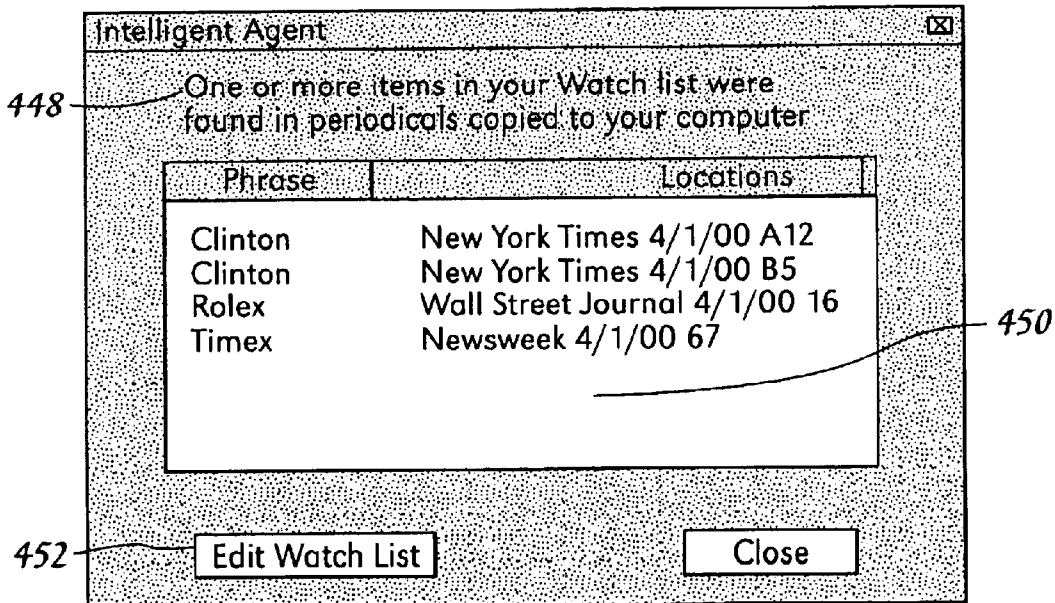 Intelligent Agent
448 One or more items in your Watch list were
found in periodicals copied to your computer
Phrase Locations
Clinton New York Times 4/1/00 A12
Clinton New York Times 4/1/00 B5
Rolex Wall Street Journal 4/1/00 16
Timex Newsweek 4/1/00 67
450
452 Edit Watch List Close